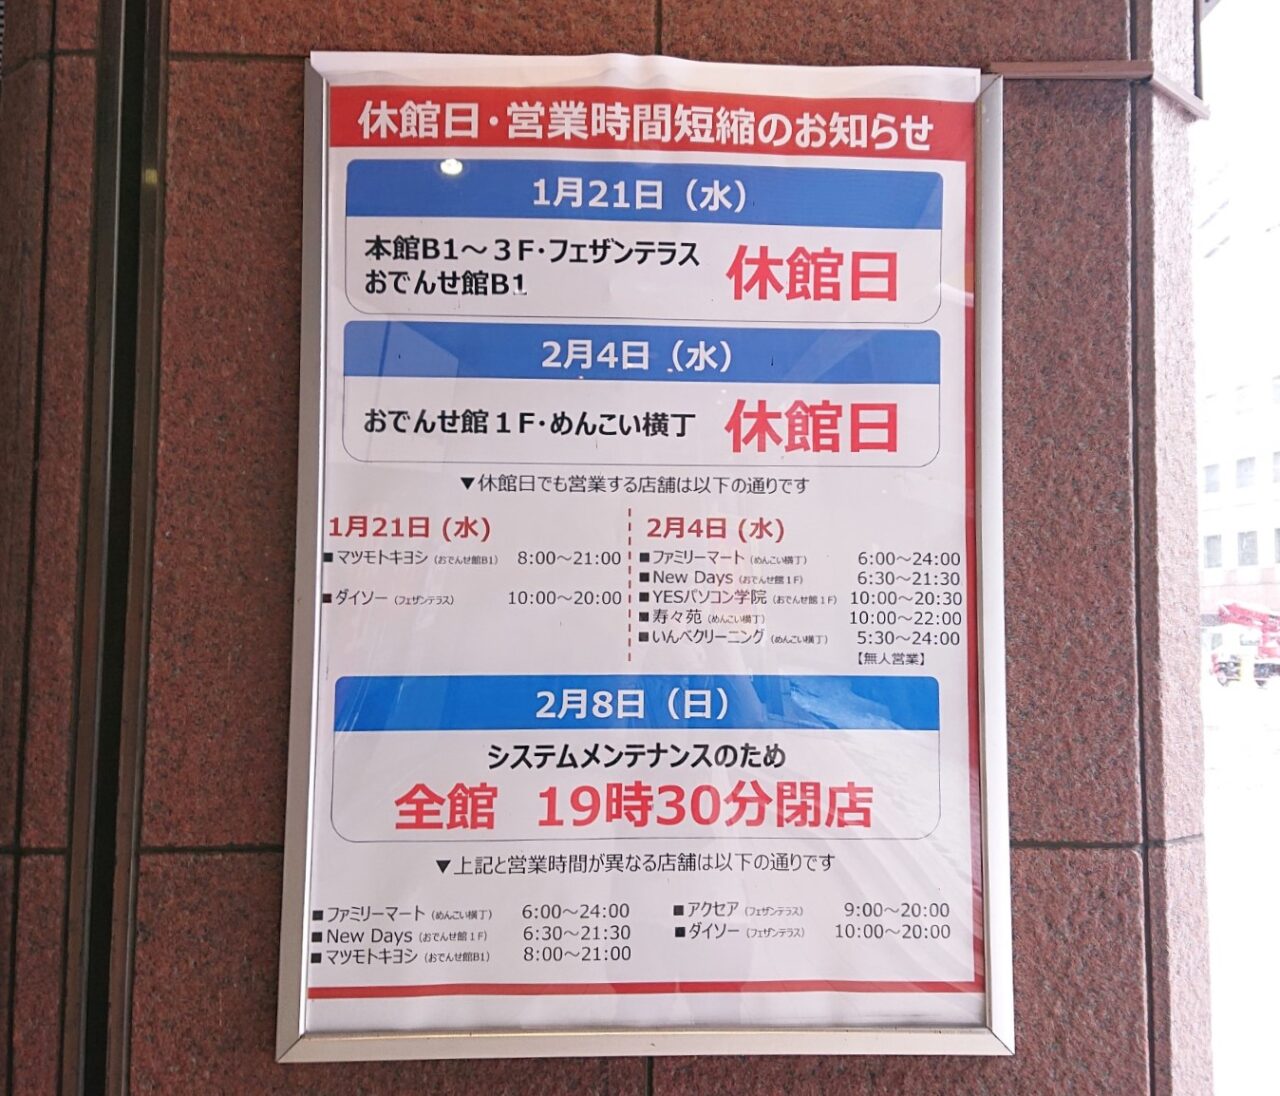 休館日・営業時間短縮のお知らせ
1月21日（水）
本館B1～３F・フェザンテラス
おでんせ館B1
休館日
2月4日（水）
おでんせ館１F・めんこい横丁
休館日
▼休館日でも営業する店舗は以下の通りです
1月21日 (水)
■マツモトキヨシ（おでんせ館B1） 8:00～21:00
■ダイソー（フェザンテラス） 10:00～20:00
2月4日 (水)
■ファミリーマート（めんこい横丁） 6:00～24:00
■New Days（おでんせ館１F） 6:30～21:30
■YESパソコン学院（おでんせ館１F） 10:00～20:30
■寿々苑（めんこい横丁） 10:00～22:00
■いんべクリーニング（めんこい横丁） 5:30～24:00
【無人営業】
2月8日（日）
システムメンテナンスのため
全館 19時30分閉店
▼上記と営業時間が異なる店舗は以下の通りです
■ファミリーマート（めんこい横丁） 6:00～24:00
■New Days（おでんせ館１F） 6:30～21:30
■マツモトキヨシ（おでんせ館B1） 8:00～21:00
■アクセア（フェザンテラス） 9:00～20:00
■ダイソー（フェザンテラス） 10:00～20:00